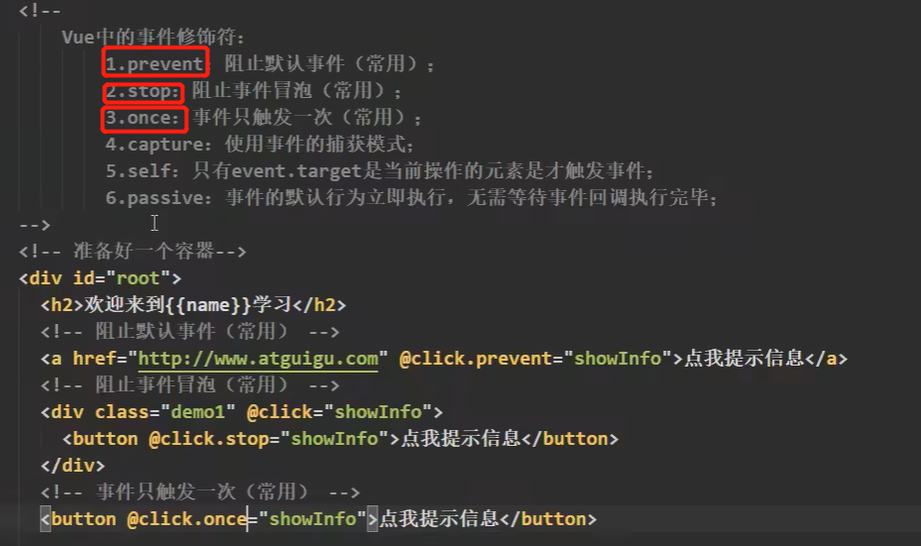 <!--
Vue中的事件修饰符：
1.prevent：阻止默认事件（常用）；
2.stop：阻止事件冒泡（常用）；
3.once：事件只触发一次（常用）；
4.capture：使用事件的捕获模式；
5.self：只有event.target是当前操作的元素是才触发事件；
6.passive：事件的默认行为立即执行，无需等待事件回调执行完毕；
-->
<!-- 准备好一个容器-->
<div id="root">
<h2>欢迎来到{{name}}学习</h2>
<!-- 阻止默认事件（常用） -->
<a href="http://www.atguigu.com" @click.prevent="showInfo">点我提示信息</a>
<!-- 阻止事件冒泡（常用） -->
<div class="demo1" @click="showInfo">
<button @click.stop="showInfo">点我提示信息</button>
</div>
<!-- 事件只触发一次（常用） -->
<button @click.once="showInfo">点我提示信息</button>